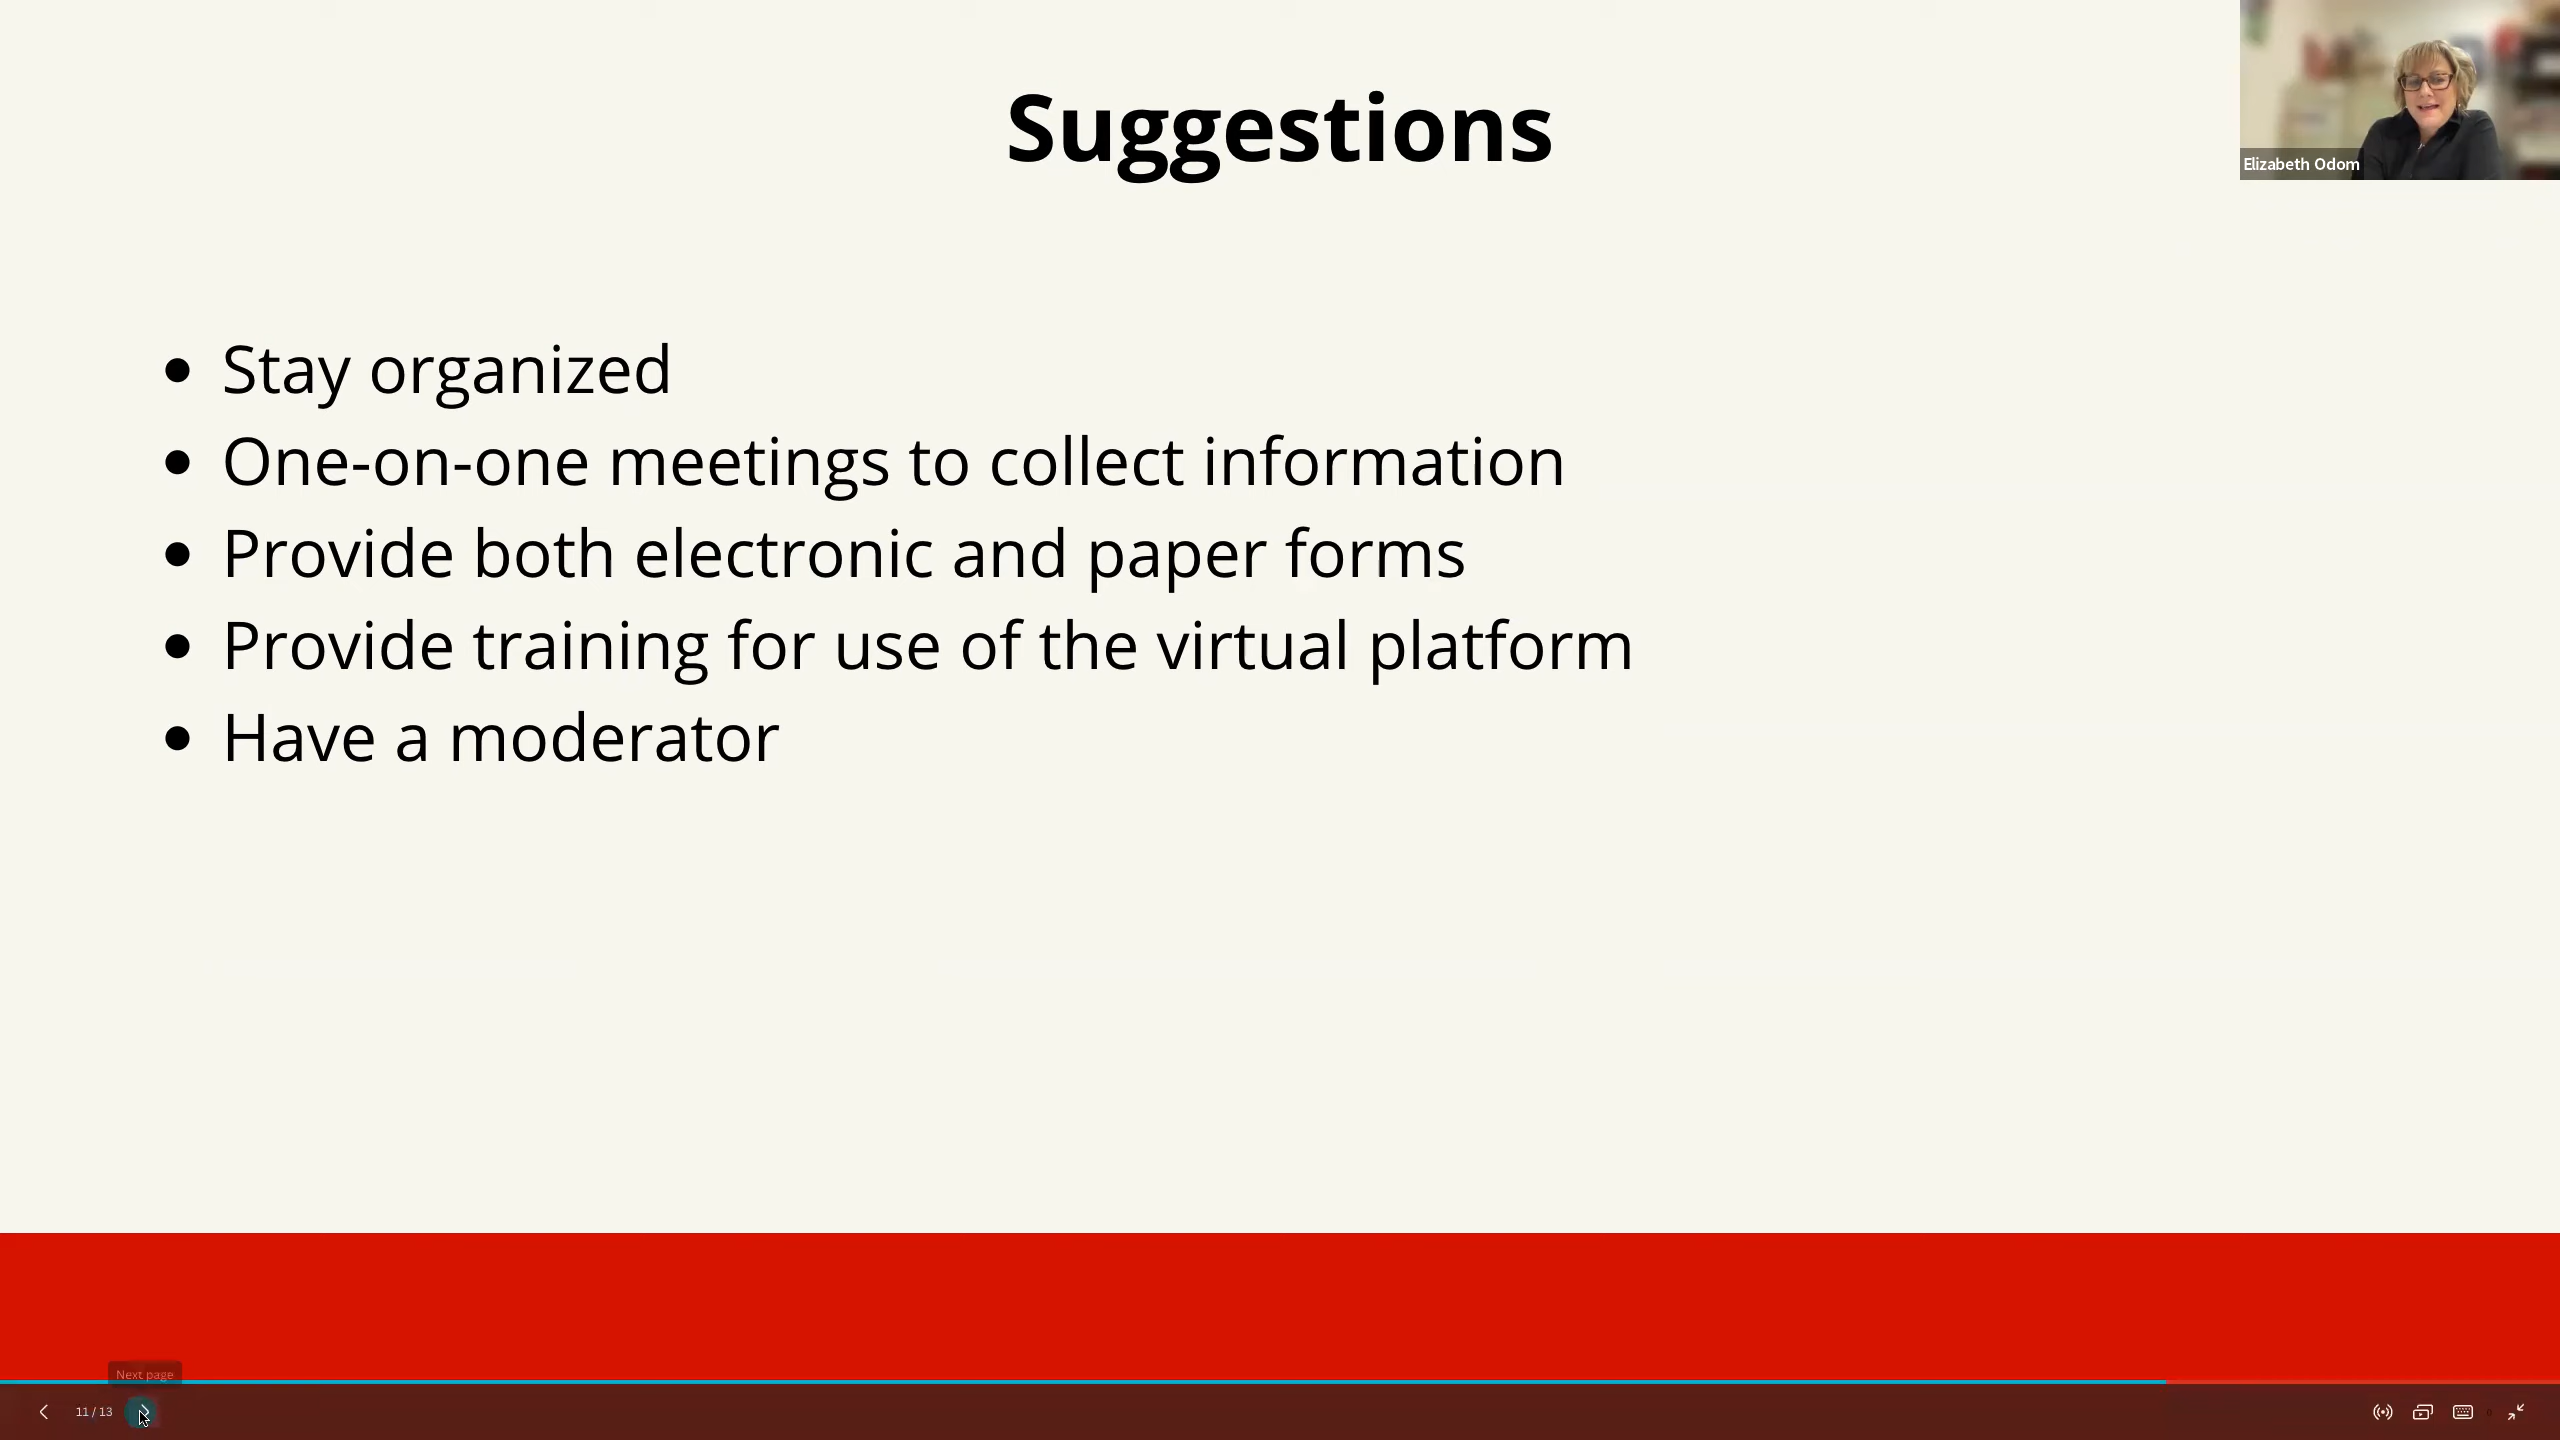 Suggestions
Elizabeth Odom
• Stay organized
• One-on-one meetings to collect information
• Provide both electronic and paper forms
• Provide training for use of the virtual platform
• Have a moderator
Next page
11 / 13